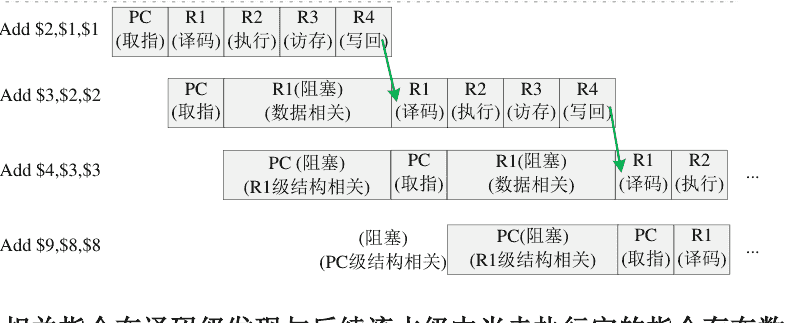 PC R1 R2 R3 R4
Add $2,$1,$1 (取指) (译码) (执行) (访存) (写回)
PC R1(阻塞) R1 R2 R3 R4
Add $3,$2,$2 (取指) (数据相关) (译码) (执行) (访存) (写回)
PC (阻塞) PC R1(阻塞) R1 R2
Add $4,$3,$3 (R1级结构相关) (取指) (数据相关) (译码) (执行) ...
(阻塞) PC(阻塞) PC R1
Add $9,$8,$8 (PC级结构相关) (R1级结构相关) (取指) (译码) ...